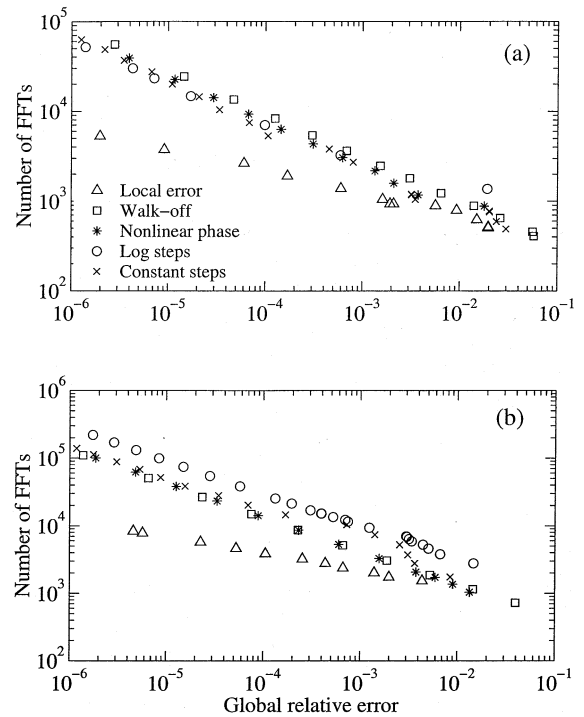 10^5
(a)
10^4
Number of FFTs
10^3
△ Local error
□ Walk-off
* Nonlinear phase
○ Log steps
× Constant steps
10^2
10^-6 10^-5 10^-4 10^-3 10^-2 10^-1
10^6
(b)
10^5
Number of FFTs
10^4
10^3
10^2
10^-6 10^-5 10^-4 10^-3 10^-2 10^-1
Global relative error